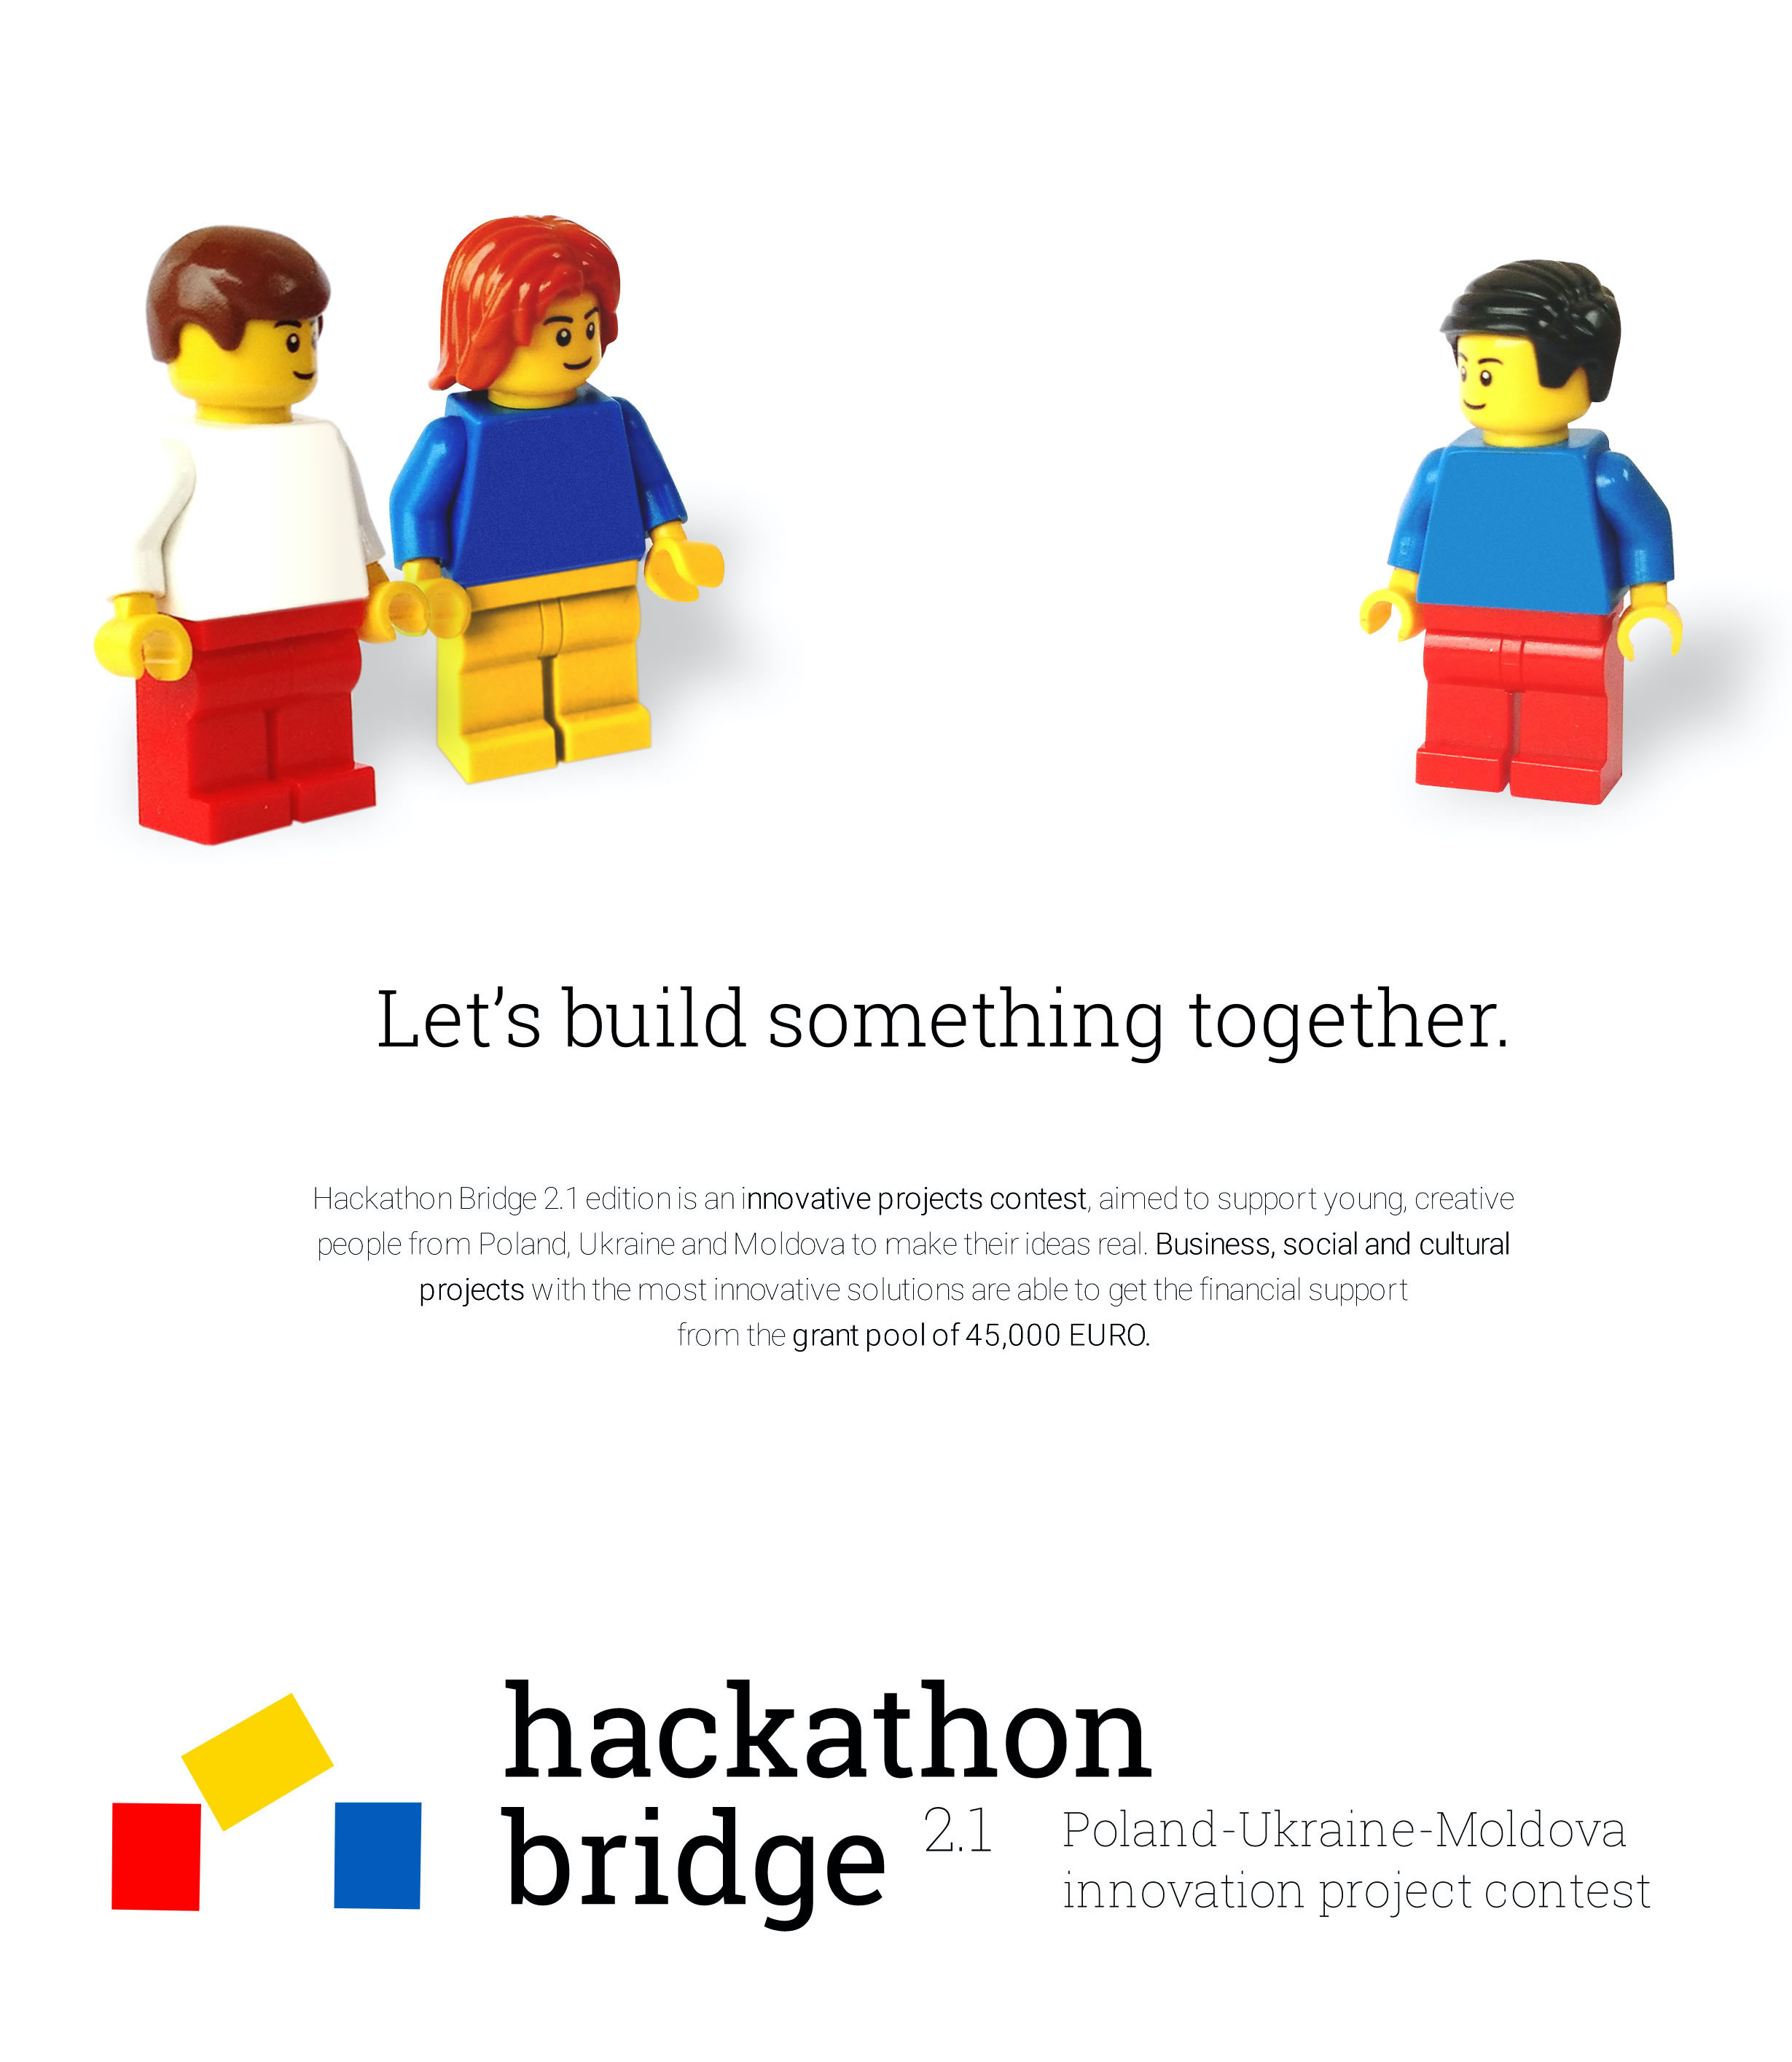 Let’s build something together.
Hackathon Bridge 2.1 edition is an innovative projects contest, aimed to support young, creative
people from Poland, Ukraine and Moldova to make their ideas real. Business, social and cultural
projects with the most innovative solutions are able to get the financial support
from the grant pool of 45,000 EURO.
hackathon
bridge 2.1
Poland-Ukraine-Moldova
innovation project contest